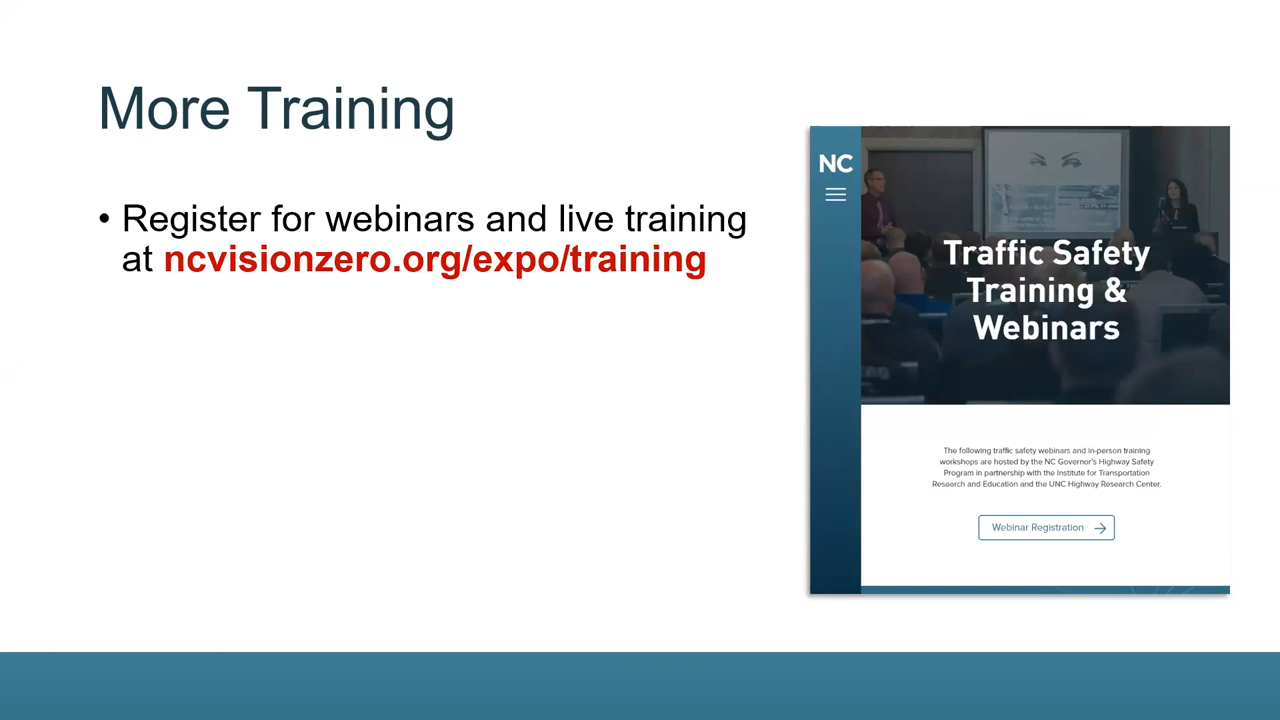 More Training
• Register for webinars and live training
at ncvisionzero.org/expo/training
NC
Traffic Safety
Training &
Webinars
The following traffic safety webinars and in-person training
workshops are hosted by the NC Governor's Highway Safety
Program in partnership with the Institute for Transportation
Research and Education and the UNC Highway Research Center.
Webinar Registration →